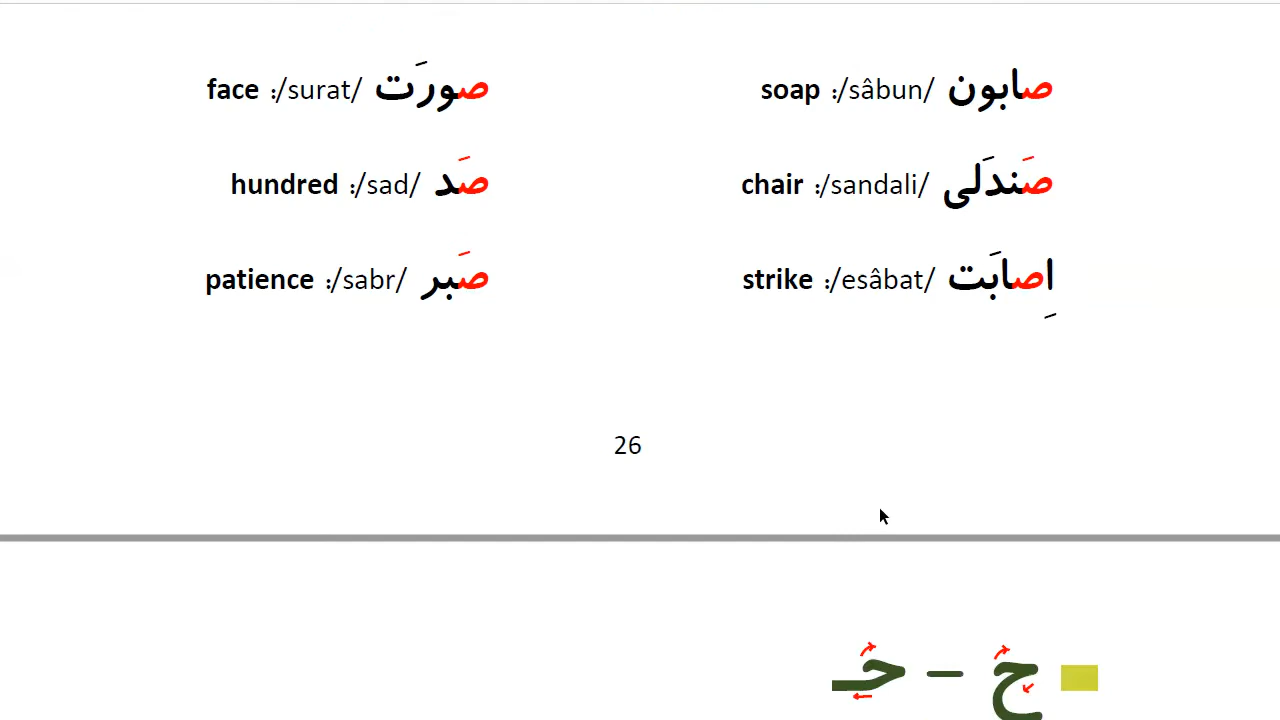 صابون /sâbun/: soap صورَت /surat/: face
صَندَلی /sandali/: chair صَد /sad/: hundred
اِصابَت /esâbat/: strike صَبر /sabr/: patience
26
ح – حـ